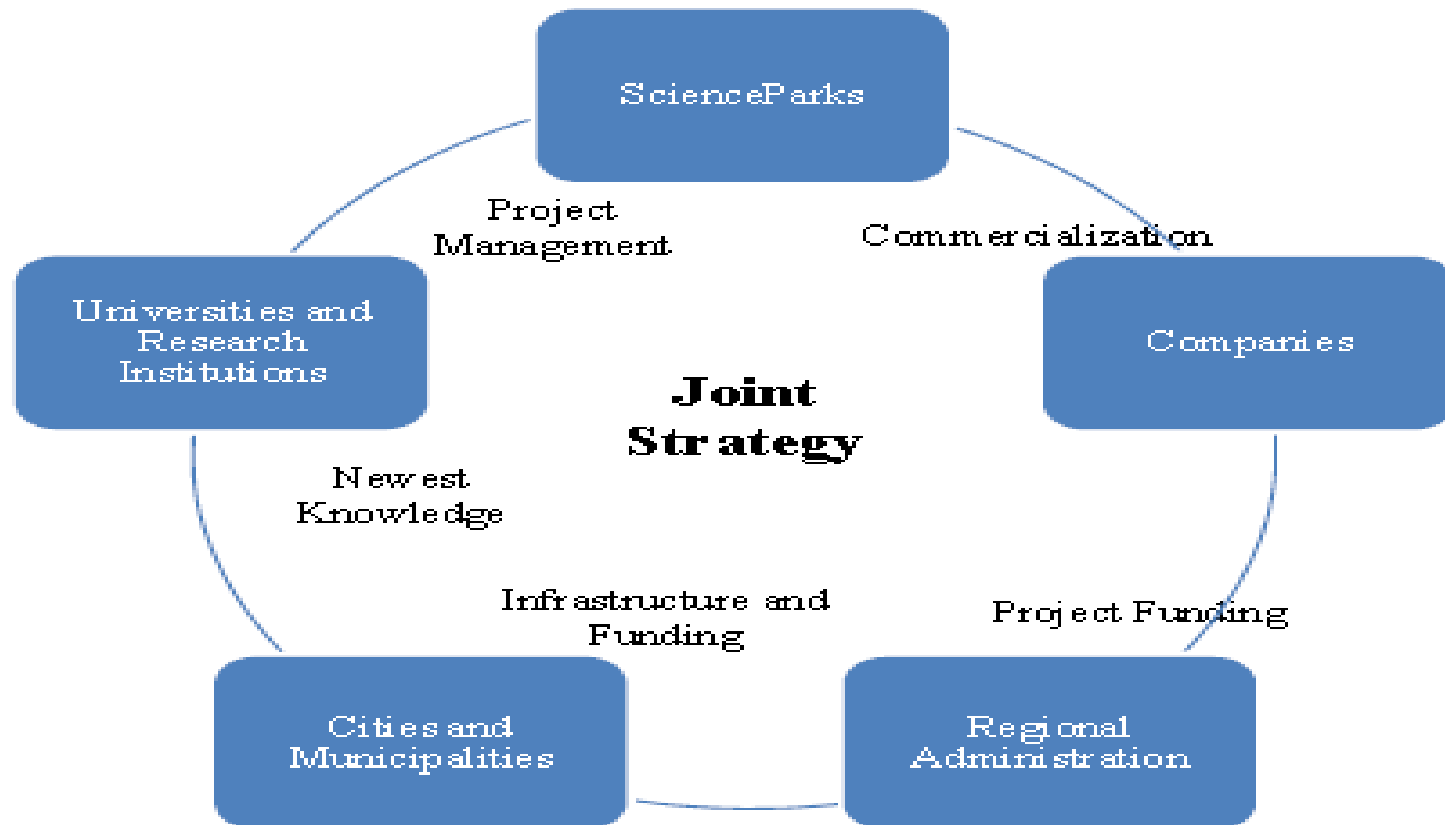 ScienceParks
Project
Management
Commercialization
Universities and
Research
Institutions
Companies
Joint
Strategy
Newest
Knowledge
Infrastructure and
Funding
Project Funding
Cities and
Municipalities
Regional
Administration